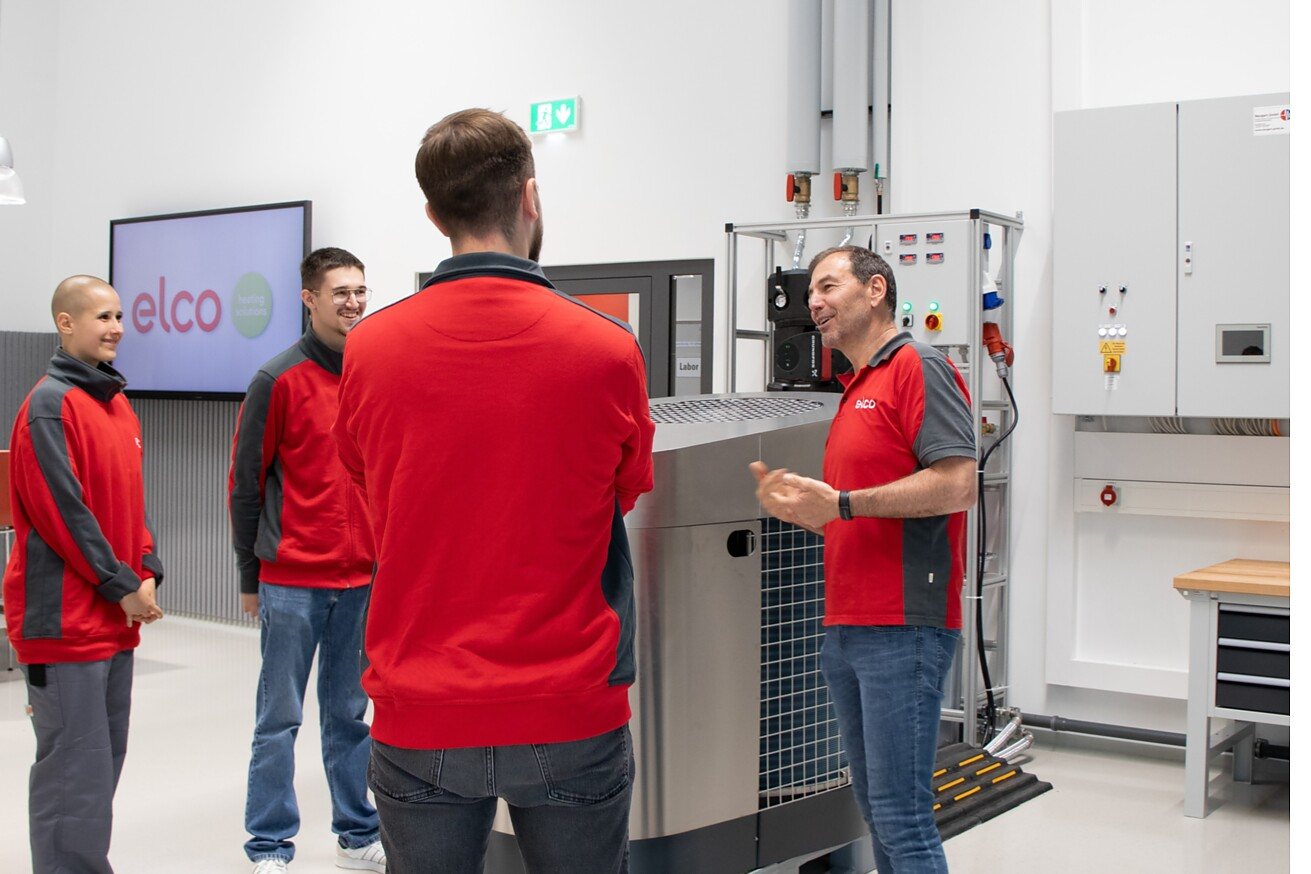 elco
heating
solutions
Labor
elco